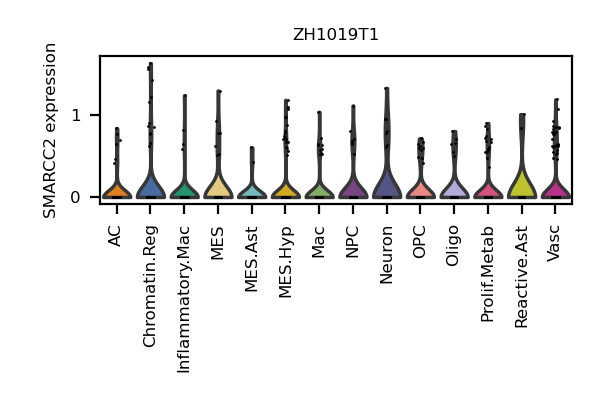 ZH1019T1
SMARCC2 expression
1
0
AC
Chromatin.Reg
Inflammatory.Mac
MES
MES.Ast
MES.Hyp
Mac
NPC
Neuron
OPC
Oligo
Prolif.Metab
Reactive.Ast
Vasc